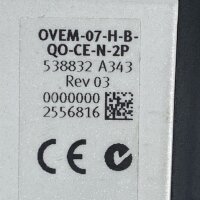 OVEM-07-H-B-
QO-CE-N-2P
538832 A343
Rev 03
0000000
2556816
CE